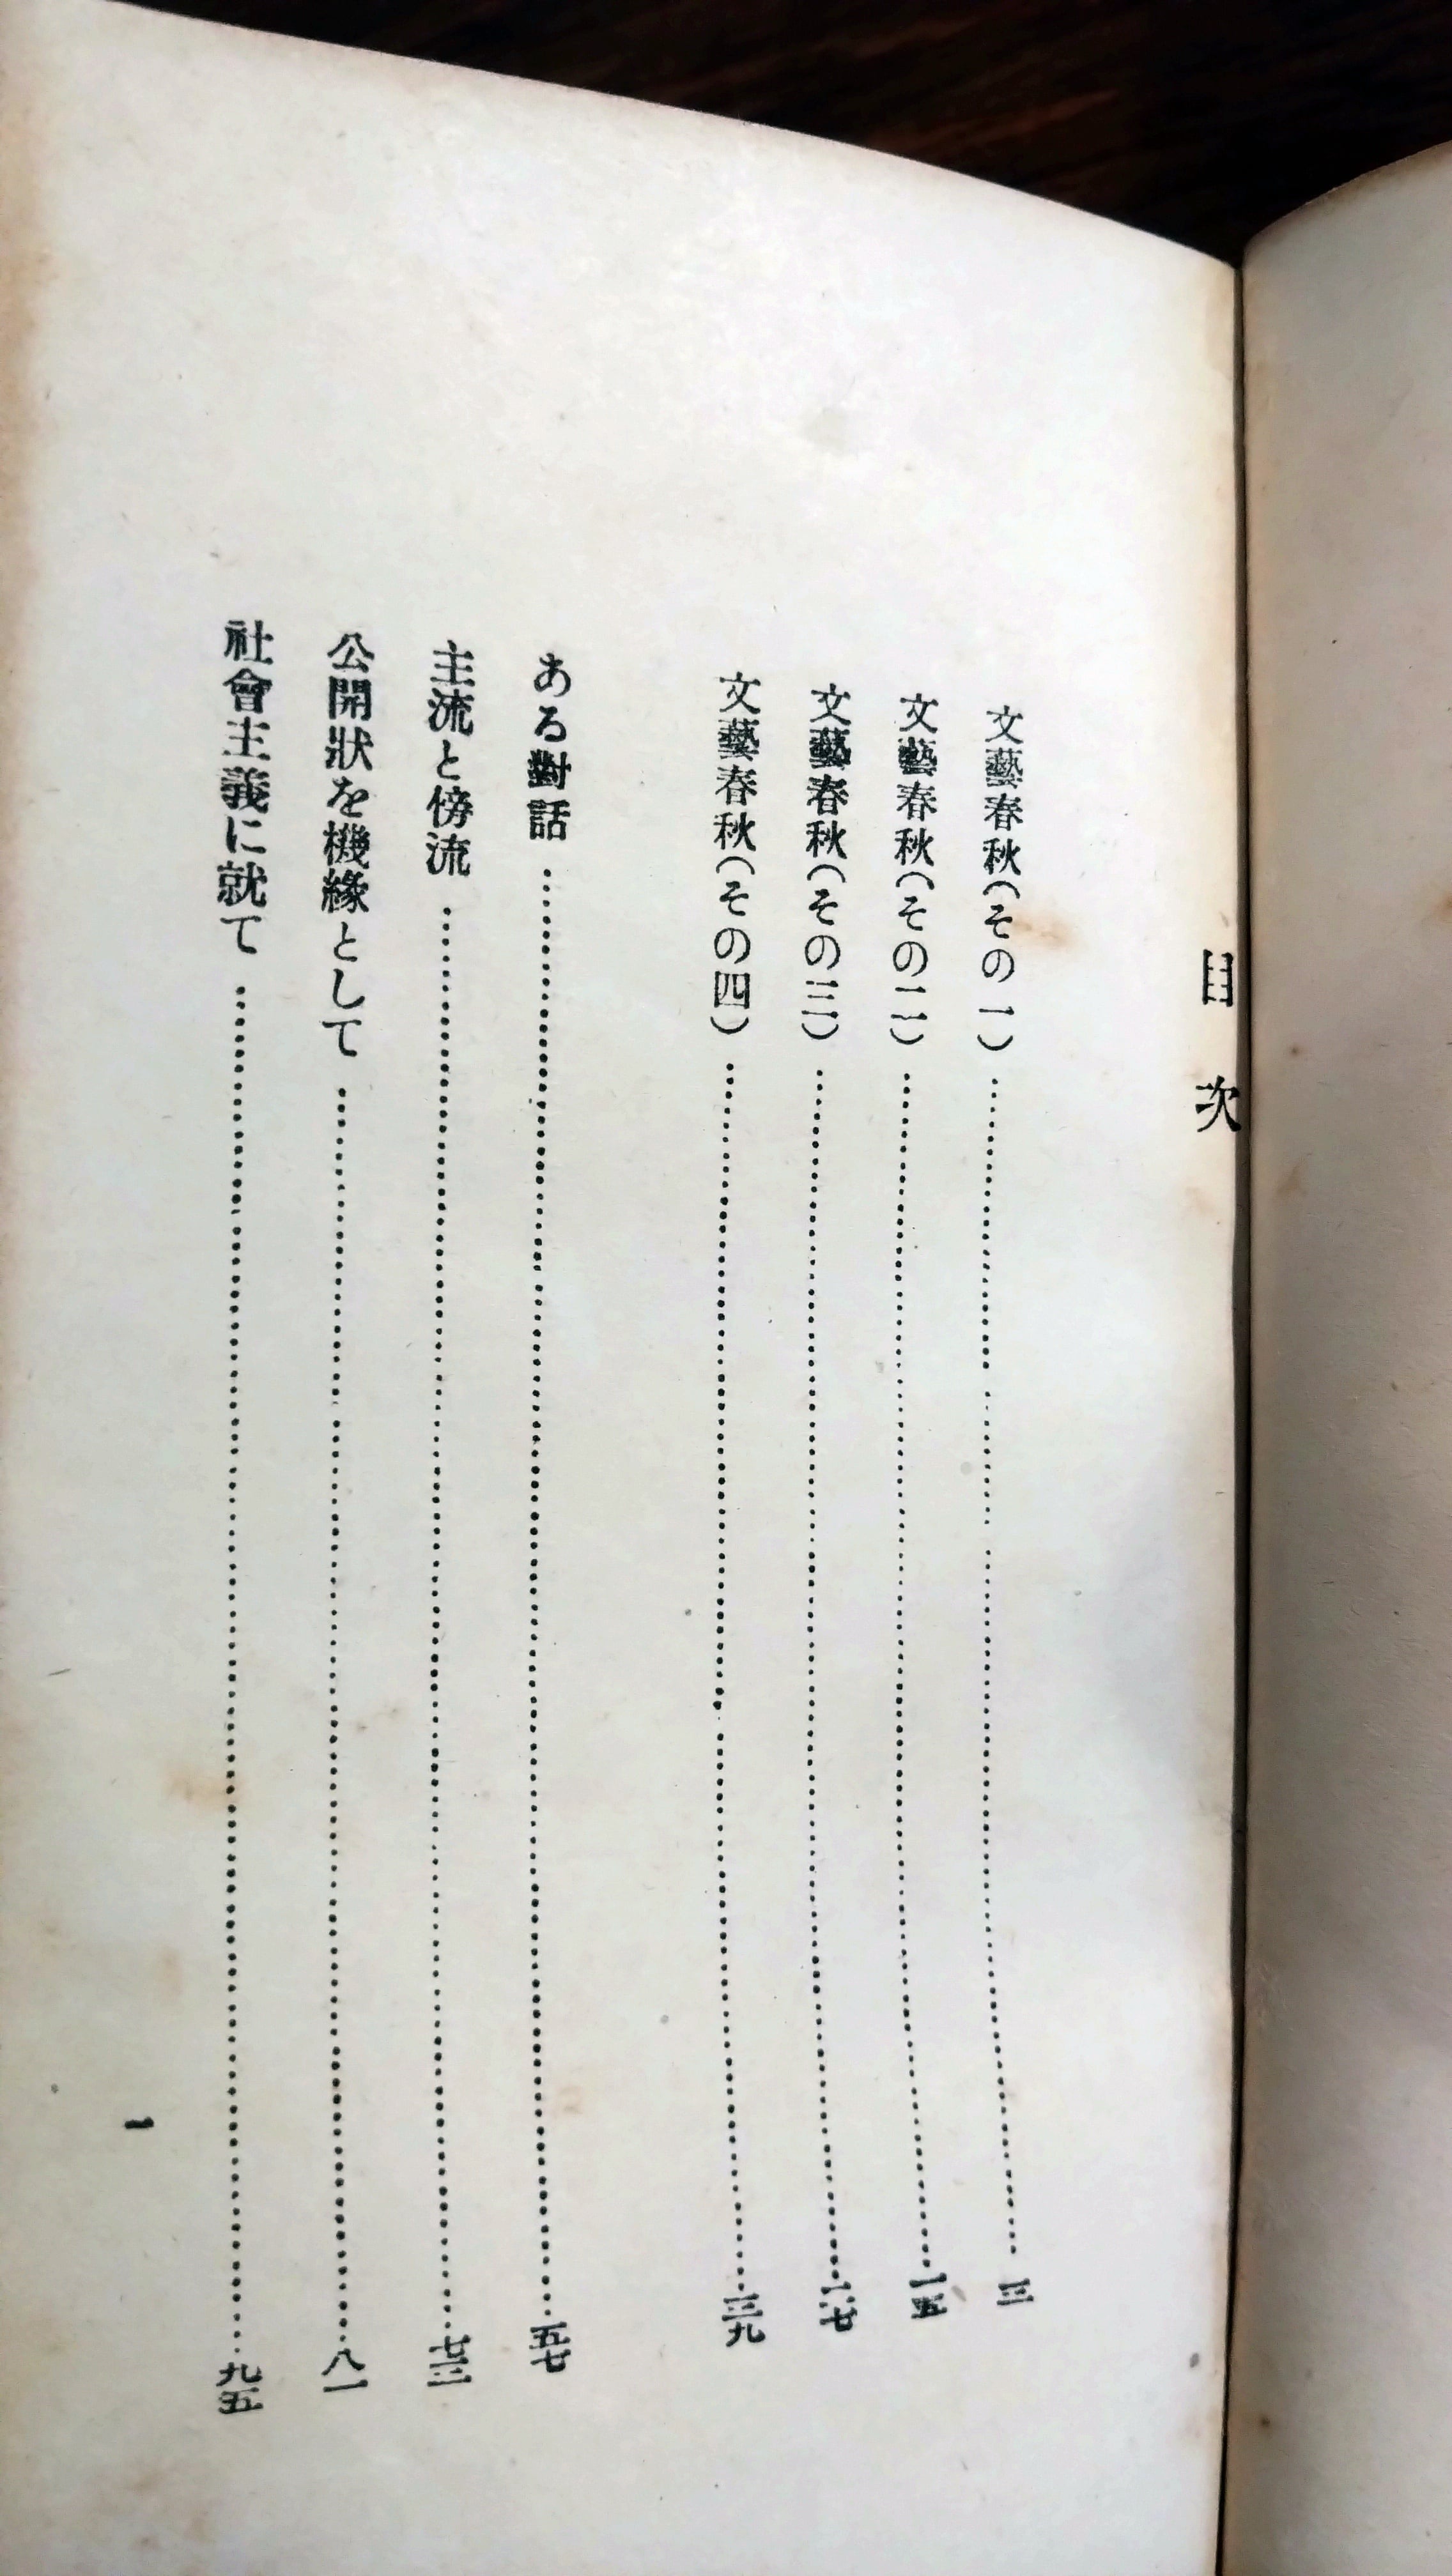 目次
文藝春秋(その一)……三
文藝春秋(その二)……一五
文藝春秋(その三)……二七
文藝春秋(その四)……三九
ある對話……五七
主流と傍流……七三
公開狀を機緣として……八一
社會主義に就て……九五
一